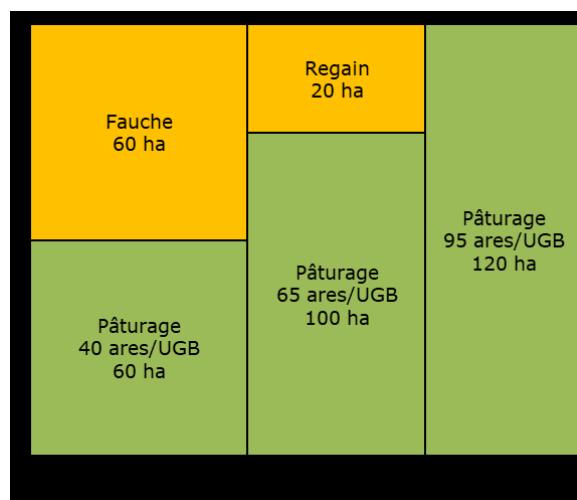 Fauche
60 ha
Regain
20 ha
Pâturage
95 ares/UGB
120 ha
Pâturage
65 ares/UGB
100 ha
Pâturage
40 ares/UGB
60 ha